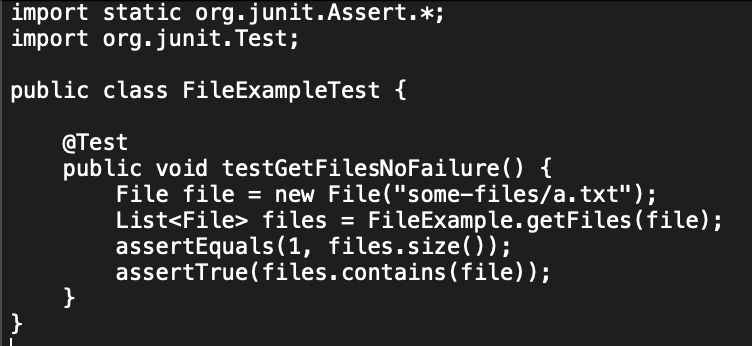 import static org.junit.Assert.*;
import org.junit.Test;

public class FileExampleTest {

    @Test
    public void testGetFilesNoFailure() {
        File file = new File("some-files/a.txt");
        List<File> files = FileExample.getFiles(file);
        assertEquals(1, files.size());
        assertTrue(files.contains(file));
    }
}